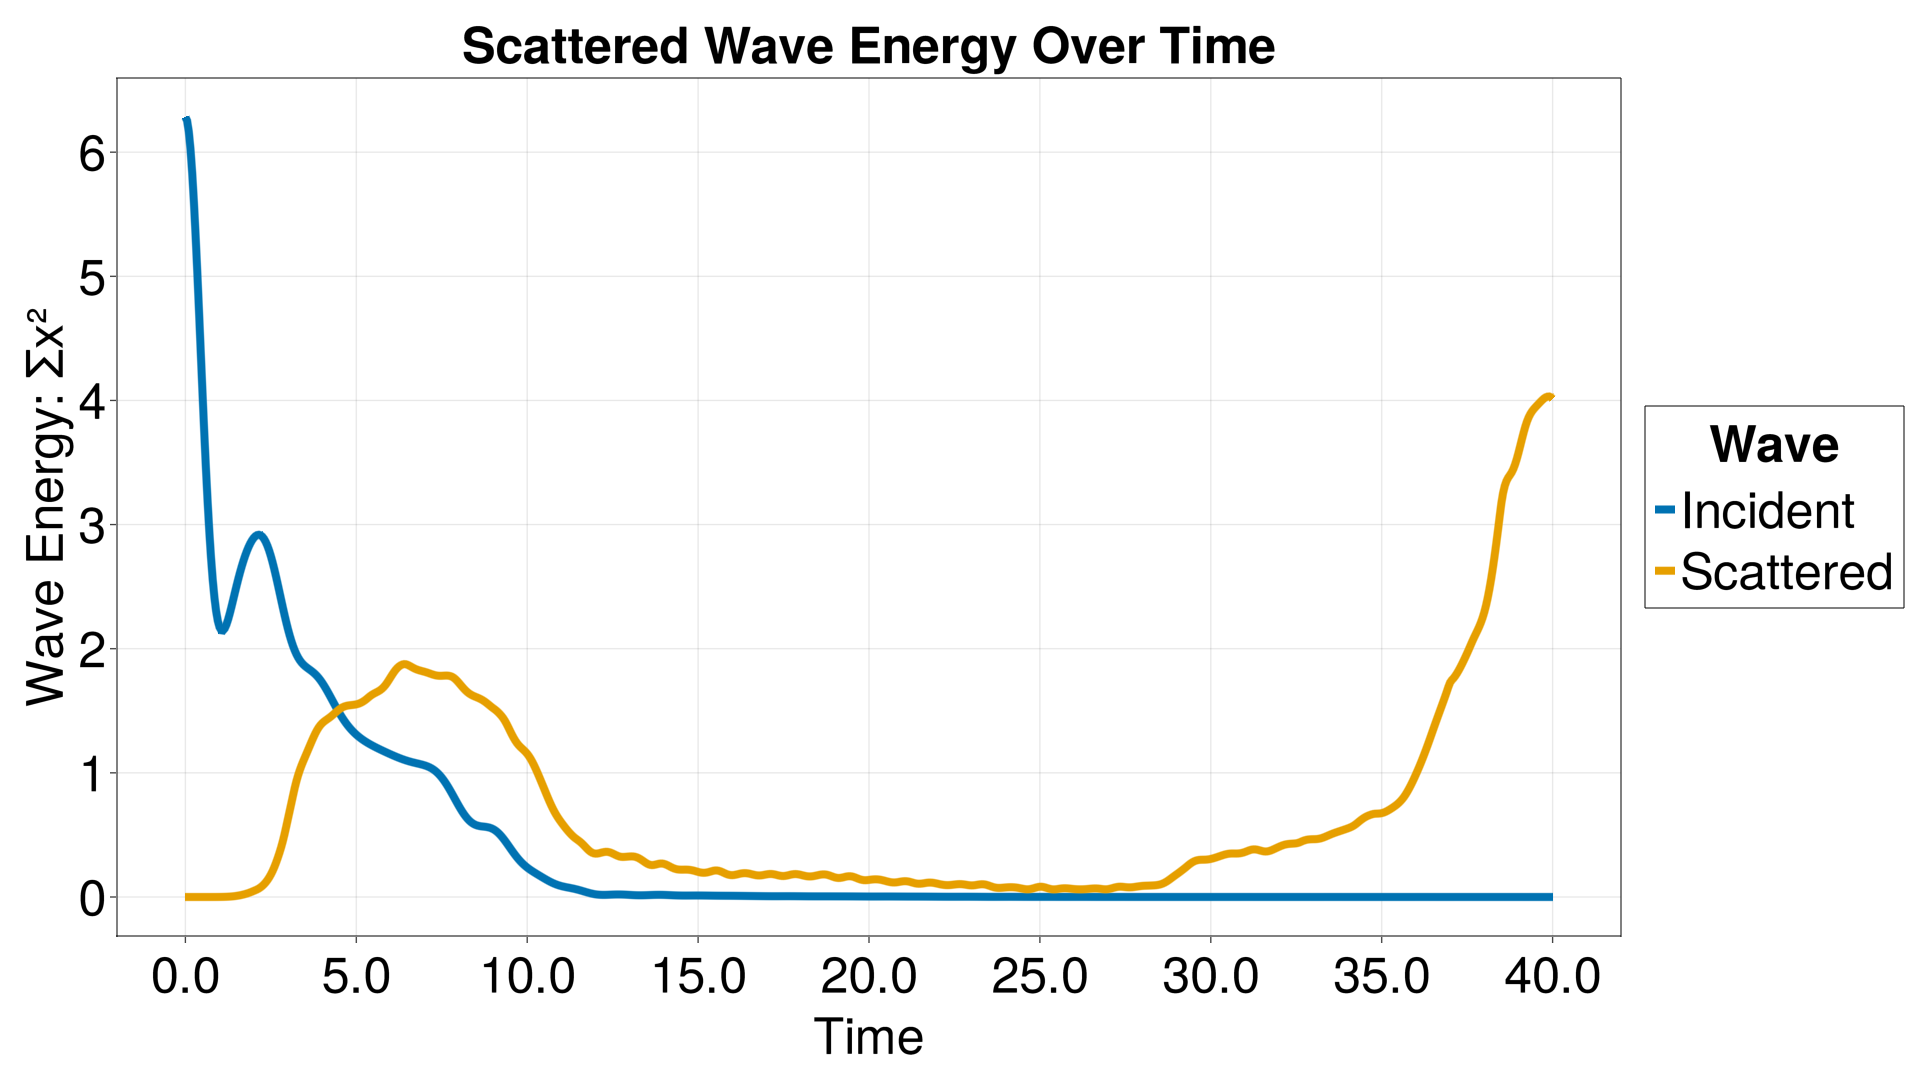 Scattered Wave Energy Over Time
Wave Energy: Σx²
6
5
4
3
2
1
0
0.0 5.0 10.0 15.0 20.0 25.0 30.0 35.0 40.0
Time
Wave
Incident
Scattered